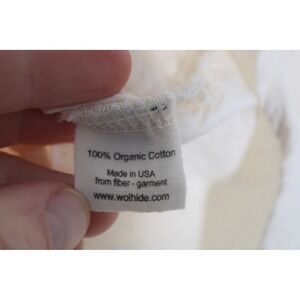 100% Organic Cotton
Made in USA
from fiber - garment
www.wolhide.com